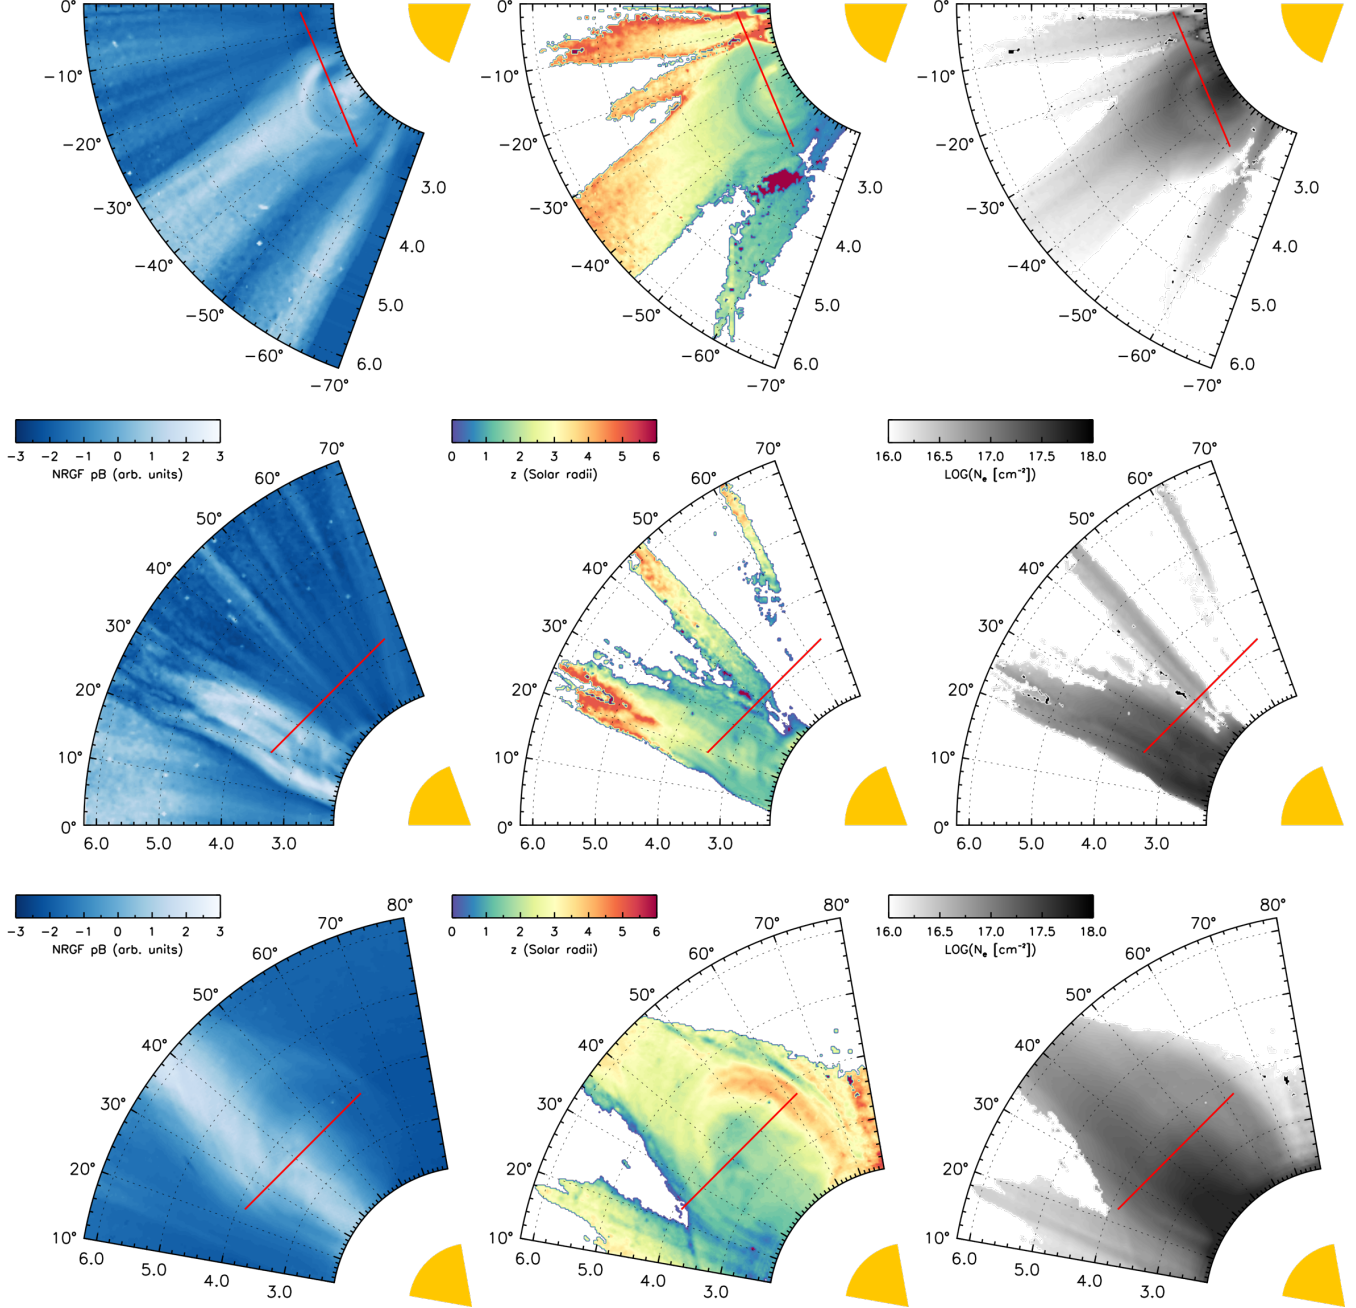 0° 0° 0°
−10° −10° −10°
−20° −20° −20°
3.0 3.0 3.0
−30° −30° −30°
4.0 4.0 4.0
−40° −40° −40°
5.0 5.0 5.0
−50° −50° −50°
−60° 6.0 −60° 6.0 −60° 6.0
−70° −70° −70°
70° 70° 70°
−3 −2 −1 0 1 2 3 0 1 2 3 4 5 6 16.0 16.5 17.0 17.5 18.0
NRGF pB (arb. units) z (Solar radii) LOG(Nₑ [cm⁻²])
60° 60° 60°
50° 50° 50°
40° 40° 40°
30° 30° 30°
20° 20° 20°
10° 10° 10°
0° 0° 0°
6.0 5.0 4.0 3.0 6.0 5.0 4.0 3.0 6.0 5.0 4.0 3.0
80° 80° 80°
70° 70° 70°
−3 −2 −1 0 1 2 3 0 1 2 3 4 5 6 16.0 16.5 17.0 17.5 18.0
NRGF pB (arb. units) z (Solar radii) LOG(Nₑ [cm⁻²])
60° 60° 60°
50° 50° 50°
40° 40° 40°
30° 30° 30°
20° 20° 20°
10° 10° 10°
6.0 6.0 6.0
5.0 5.0 5.0
4.0 4.0 4.0
3.0 3.0 3.0